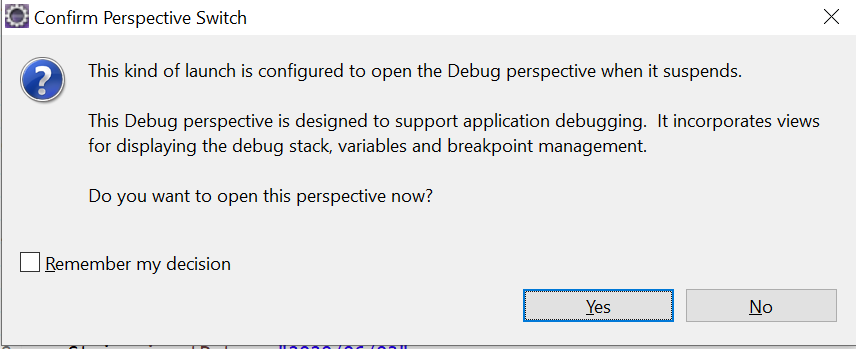 Confirm Perspective Switch
This kind of launch is configured to open the Debug perspective when it suspends.
This Debug perspective is designed to support application debugging.  It incorporates views
for displaying the debug stack, variables and breakpoint management.
Do you want to open this perspective now?
Remember my decision
Yes
No